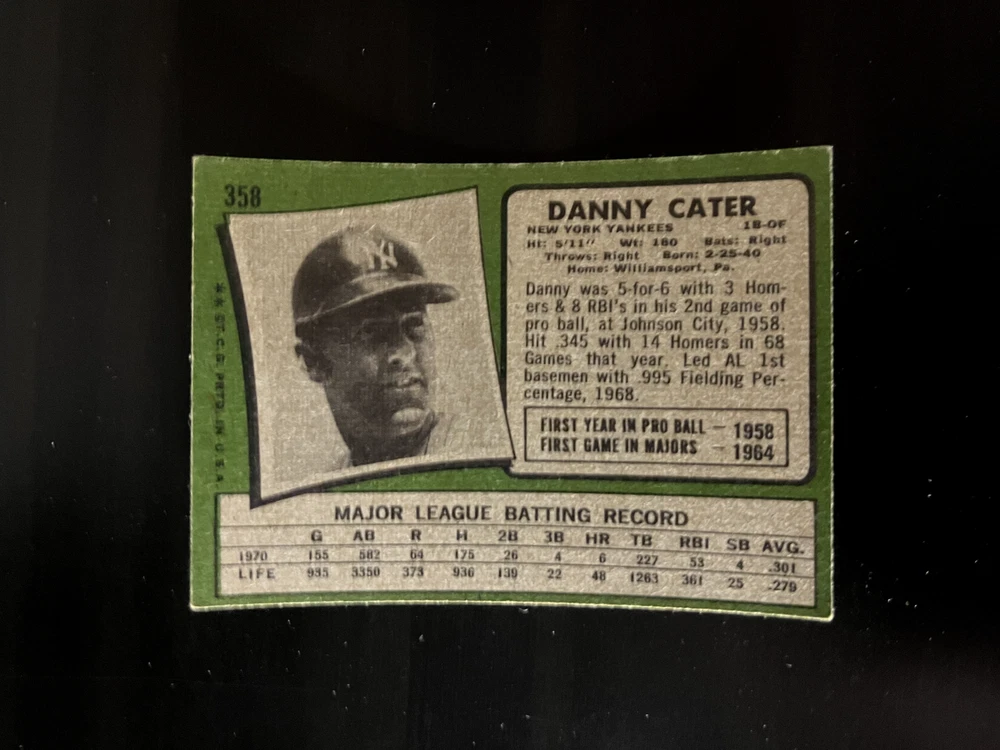 358
NY
** ©T.C.G. PRTD. IN U.S.A.
DANNY CATER
NEW YORK YANKEES 1B-OF
Ht: 5'11" Wt: 180 Bats: Right
Throws: Right Born: 2-25-40
Home: Williamsport, Pa.
Danny was 5-for-6 with 3 Hom-
ers & 8 RBI's in his 2nd game of
pro ball, at Johnson City, 1958.
Hit .345 with 14 Homers in 68
Games that year. Led AL 1st
basemen with .995 Fielding Per-
centage, 1968.
FIRST YEAR IN PRO BALL — 1958
FIRST GAME IN MAJORS — 1964
MAJOR LEAGUE BATTING RECORD
G AB R H 2B 3B HR TB RBI SB AVG.
1970 155 582 64 175 26 4 6 227 53 4 .301
LIFE 935 3350 373 936 139 22 48 1263 361 25 .279